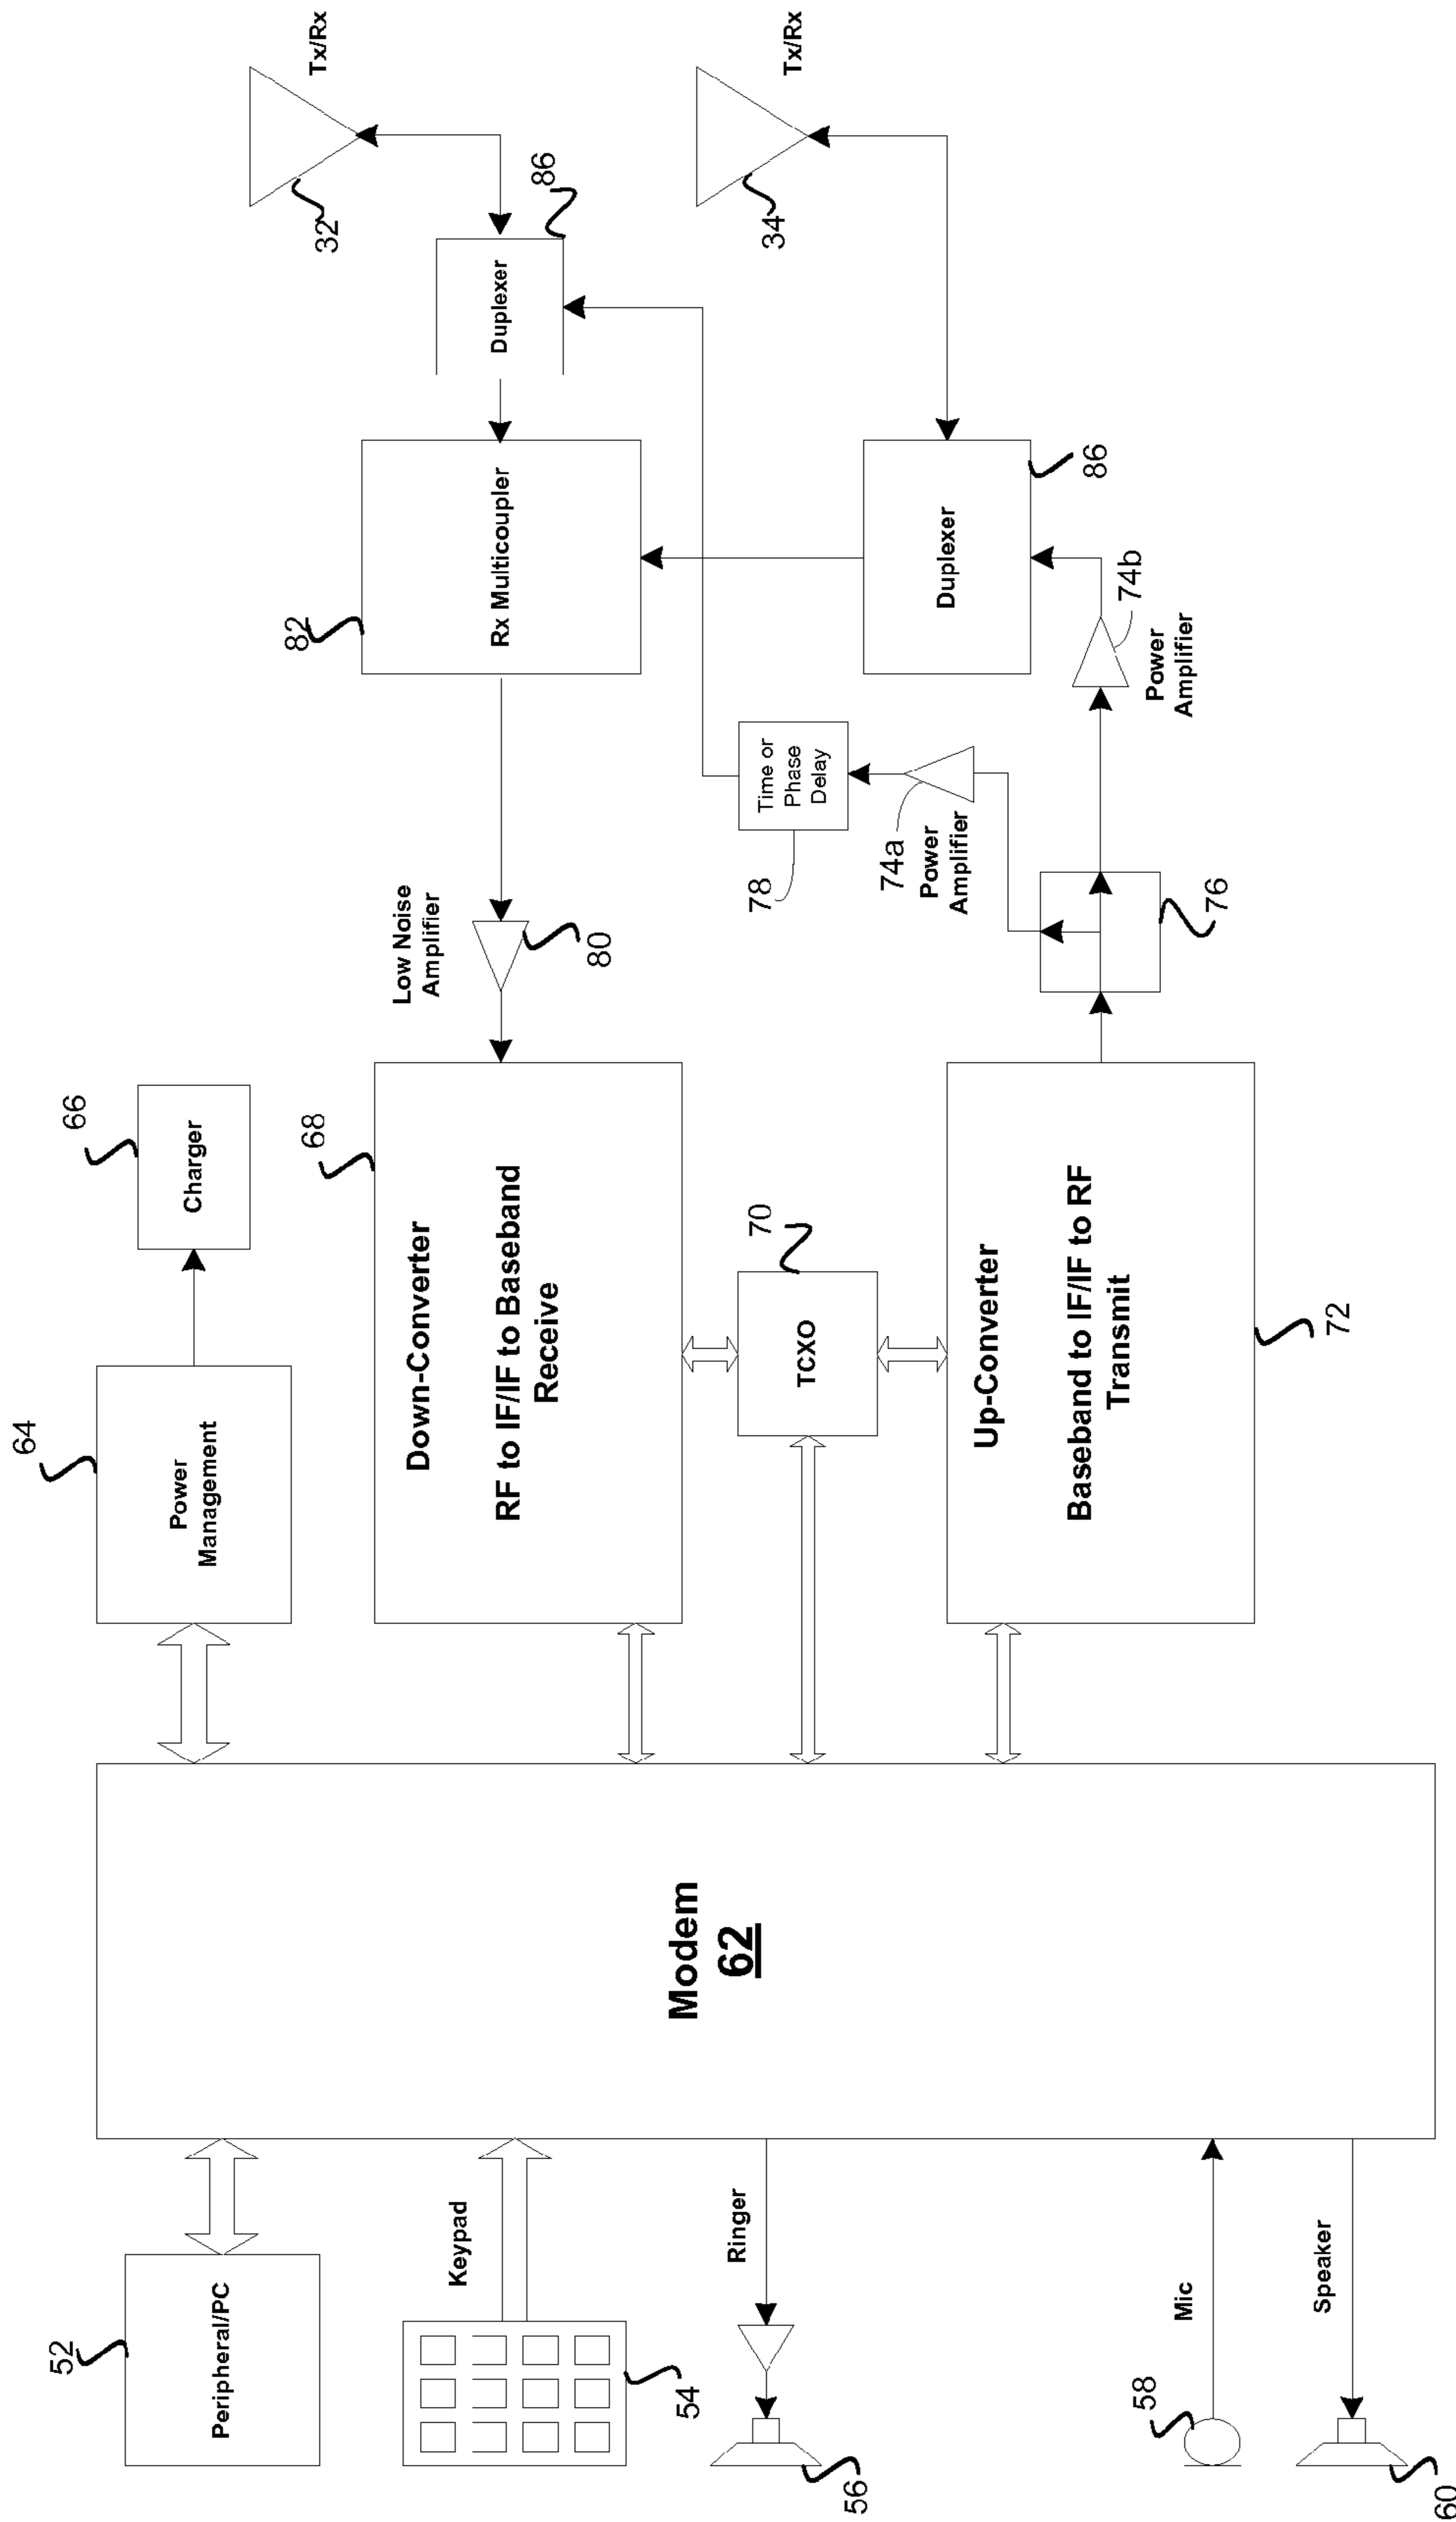 52
Peripheral/PC
Keypad
54
Ringer
56
58
Mic
Speaker
60
Modem
62
64
Power
Management
66
Charger
68
Down-Converter
RF to IF/IF to Baseband
Receive
70
TCXO
Up-Converter
Baseband to IF/IF to RF
Transmit
72
Low Noise
Amplifier
80
76
74a
Power
Amplifier
78
Time or
Phase
Delay
Power
Amplifier
74b
82
Rx Multicoupler
Duplexer
86
Duplexer
86
32
Tx/Rx
34
Tx/Rx